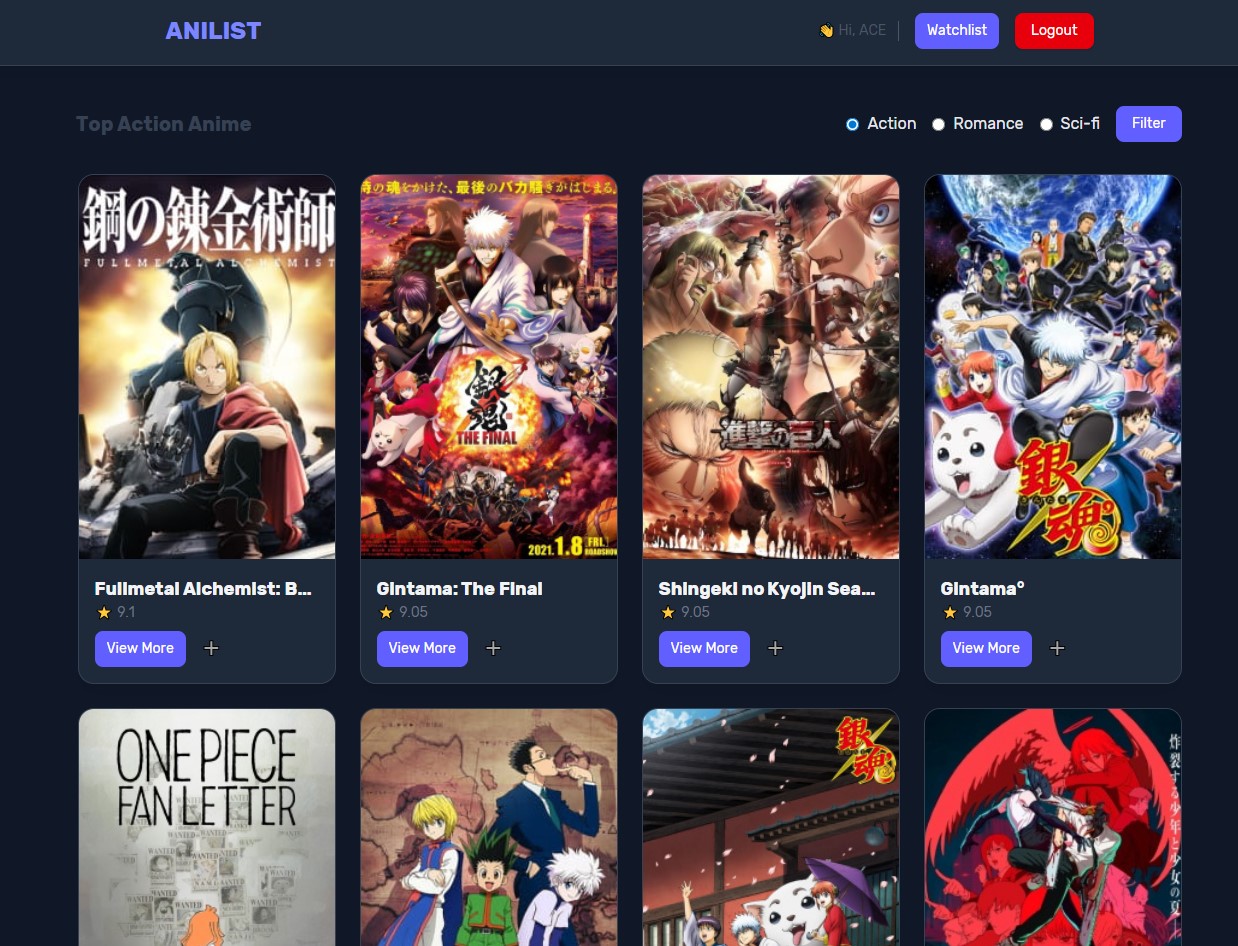 ANILIST
👋 Hi, ACE
Watchlist
Logout
Top Action Anime
Action
Romance
Sci-fi
Filter
鋼の錬金術師
FULLMETAL ALCHEMIST
時の魂をかけた、最後のバカ騒ぎがはじまる。
銀魂
THE FINAL
2021.1.8 [FRI.]
ROADSHOW
進撃の巨人
3
銀魂°
Fullmetal Alchemist: B...
⭐ 9.1
View More
+
Gintama: The Final
⭐ 9.05
View More
+
Shingeki no Kyojin Sea...
⭐ 9.05
View More
+
Gintama°
⭐ 9.05
View More
+
ONE PIECE
FAN LETTER
WANTED
WANTED
WANTED
WANTED
銀魂
炸裂する少年と少女の夏